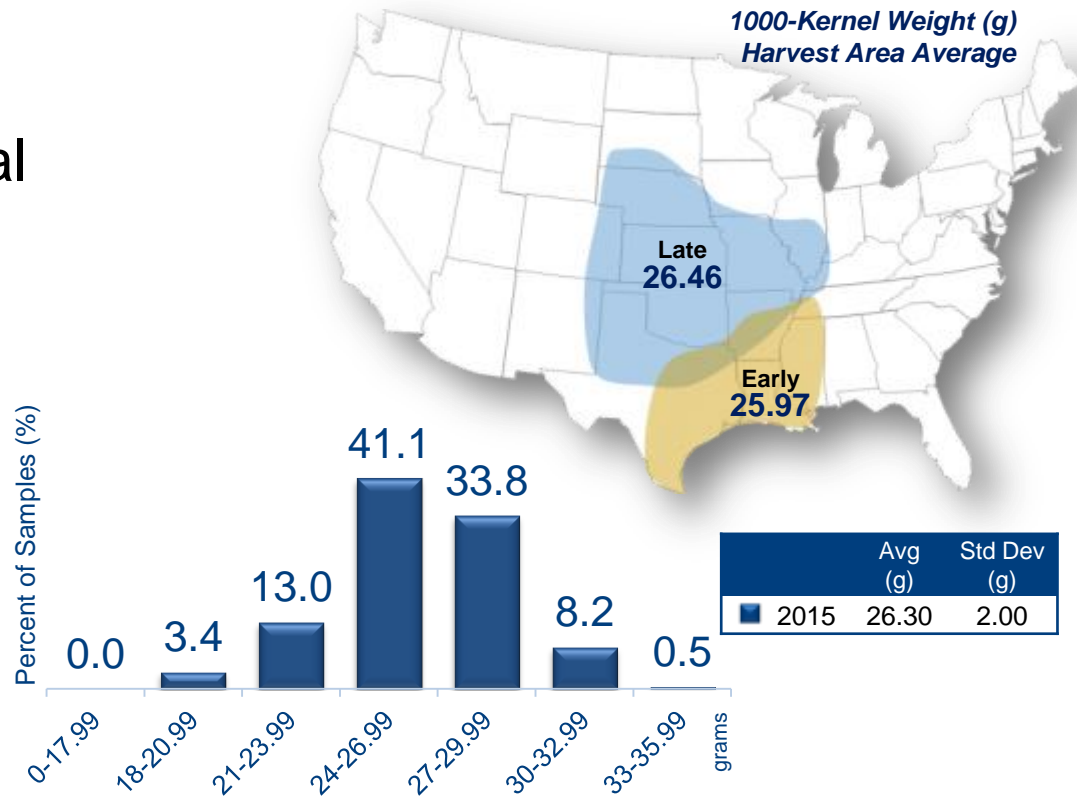 1000-Kernel Weight (g)
Harvest Area Average
al
Late
26.46
Early
25.97
Percent of Samples (%)
0.0
3.4
13.0
41.1
33.8
8.2
0.5
0-17.99
18-20.99
21-23.99
24-26.99
27-29.99
30-32.99
33-35.99
grams
Avg (g) Std Dev (g)
2015 26.30 2.00